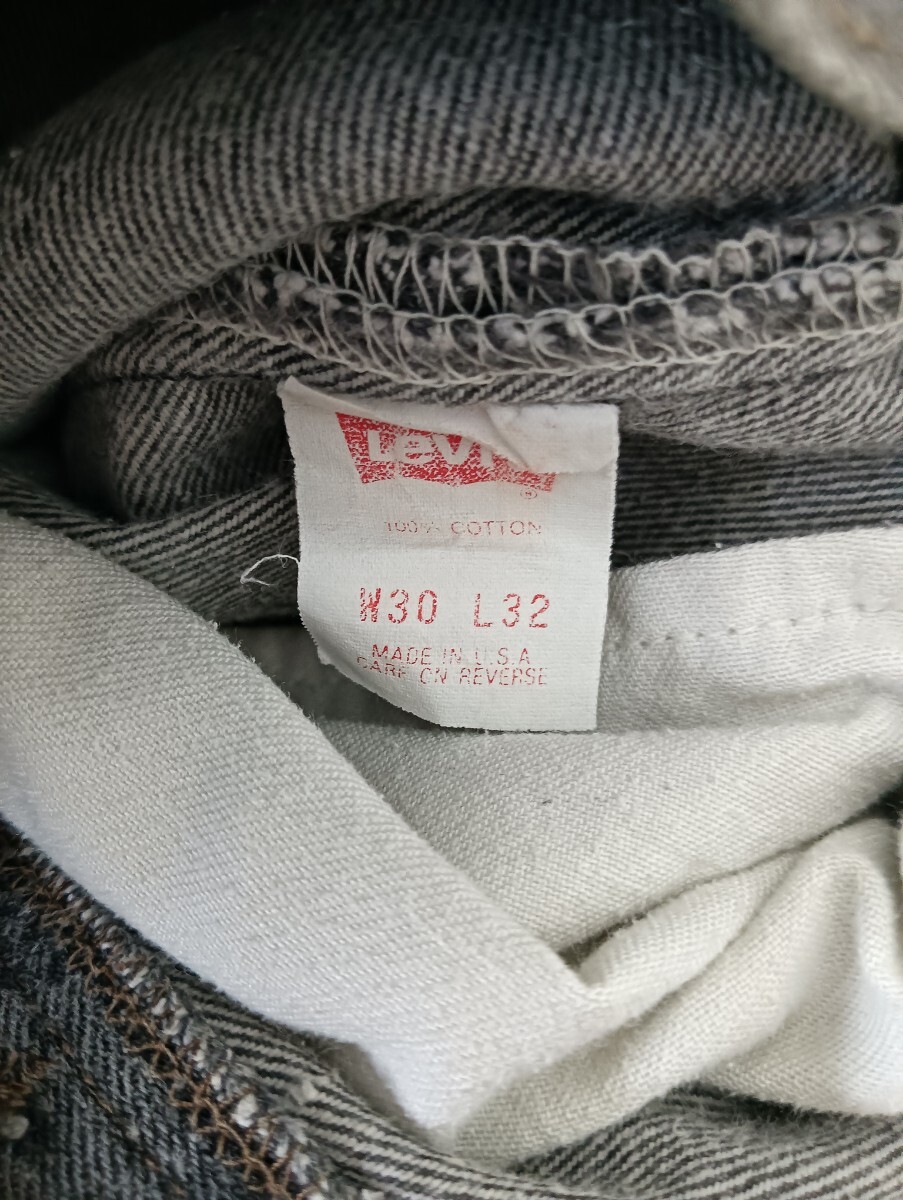 Levi's
®
100% COTTON
W30 L32
MADE IN U.S.A
CARE ON REVERSE